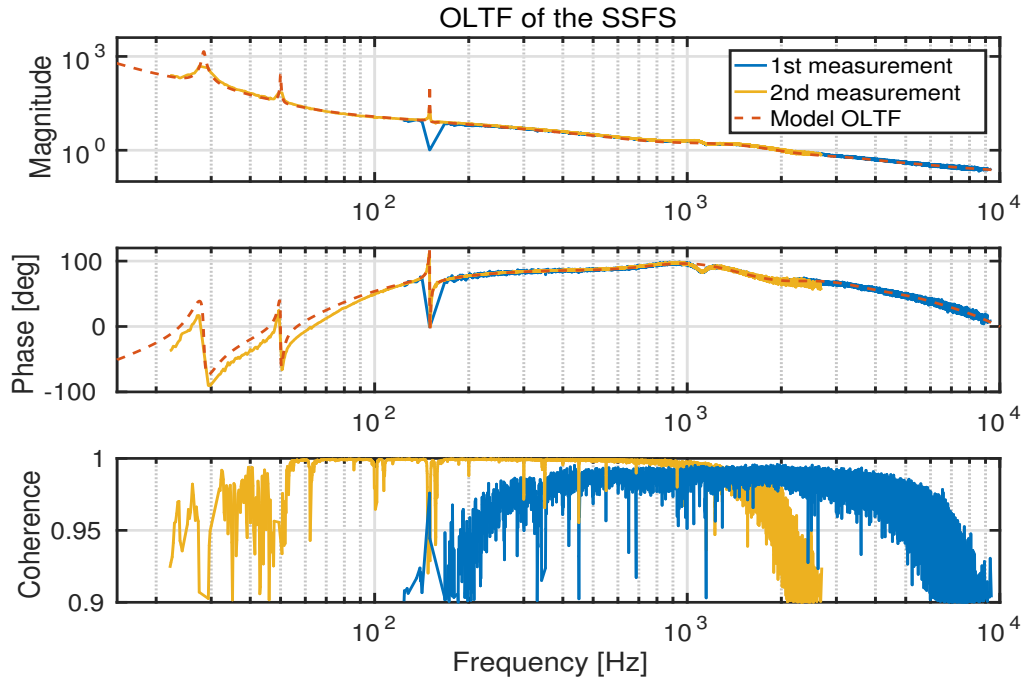 OLTF of the SSFS
Magnitude
10^3
10^0
1st measurement
2nd measurement
Model OLTF
10^2
10^3
10^4
Phase [deg]
100
0
-100
10^2
10^3
10^4
Coherence
1
0.95
0.9
10^2
10^3
10^4
Frequency [Hz]